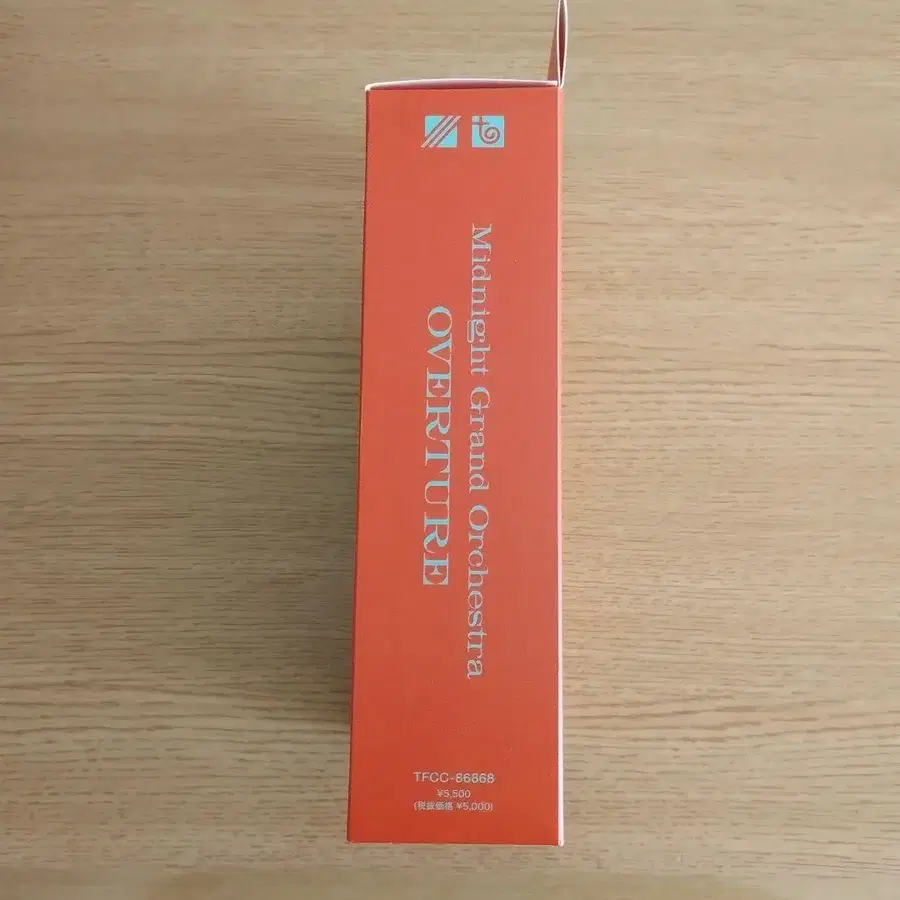 Midnight Grand Orchestra
OVERTURE
TFCC-86868
¥5,500
(税抜価格 ¥5,000)